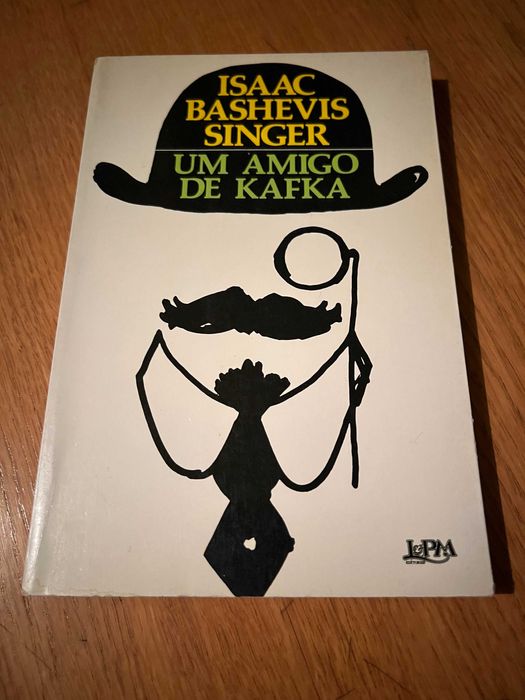 ISAAC
BASHEVIS
SINGER
UM AMIGO
DE KAFKA
L&PM